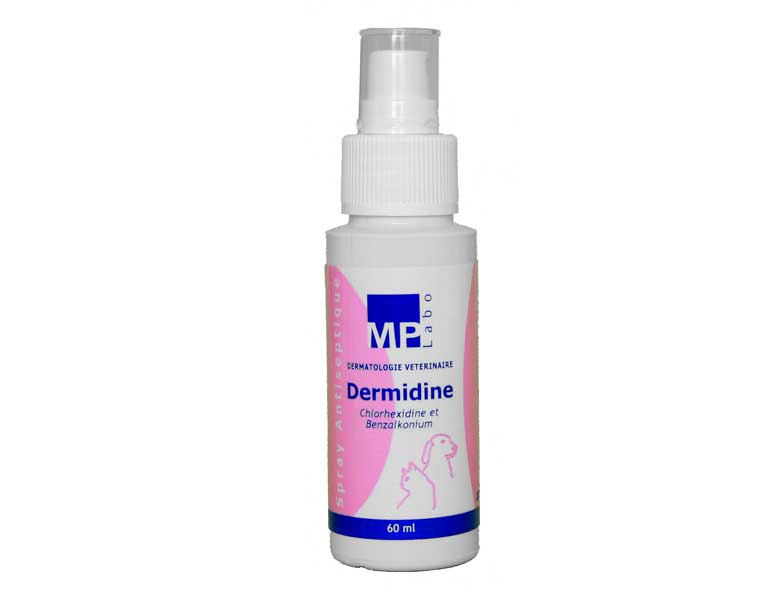 MP
Labo
DERMATOLOGIE VETERINAIRE
Dermidine
Chlorhexidine et
Benzalkonium
Spray Antiseptique
60 ml